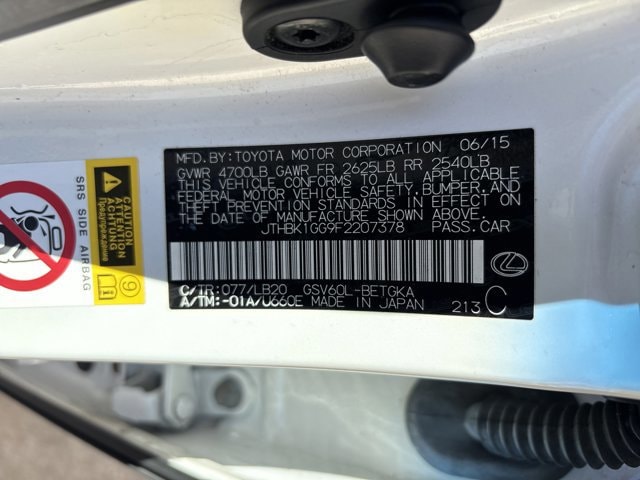 MFD.BY:TOYOTA MOTOR CORPORATION 06/15
GVWR 4700LB GAWR FR 2625LB RR 2540LB
THIS VEHICLE CONFORMS TO ALL APPLICABLE
FEDERAL MOTOR VEHICLE SAFETY,BUMPER,AND
THEFT PREVENTION STANDARDS IN EFFECT ON
THE DATE OF MANUFACTURE SHOWN ABOVE.
JTHBK1GG9F2207378 PASS.CAR
C/TR:077/LB20 GSV60L-BETGKA
A/TM:-01A/U660E MADE IN JAPAN 213 C
SRS SIDE AIRBAG
CAUTION
ATTENTION
Предупреждение
9